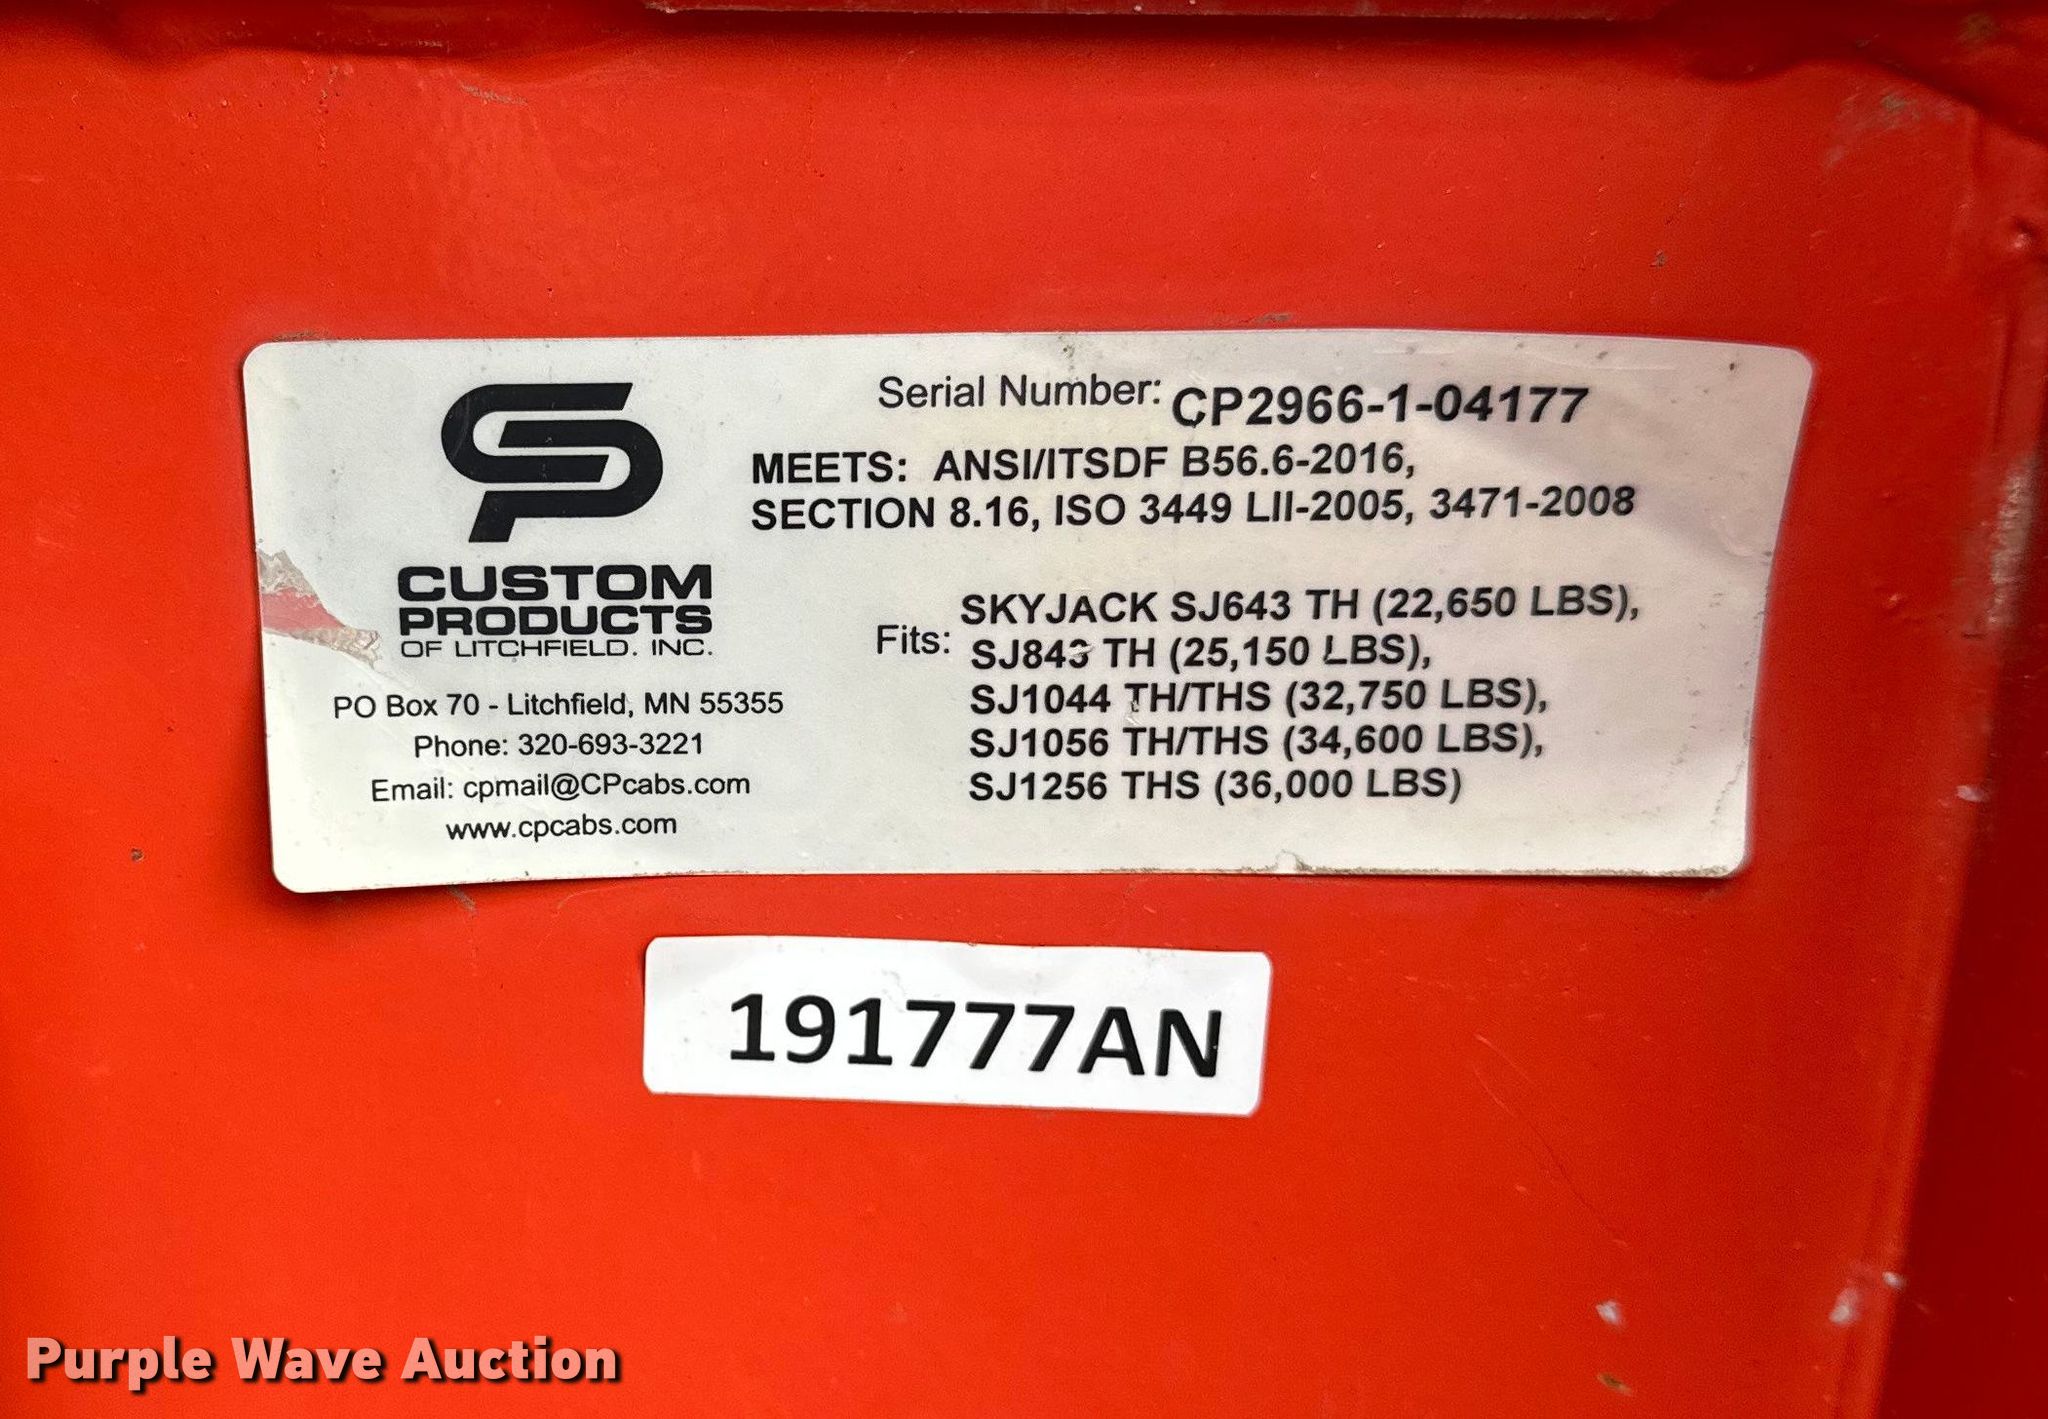 CP
CUSTOM
PRODUCTS
OF LITCHFIELD, INC.
PO Box 70 - Litchfield, MN 55355
Phone: 320-693-3221
Email: cpmail@CPcabs.com
www.cpcabs.com
Serial Number: CP2966-1-04177
MEETS: ANSI/ITSDF B56.6-2016,
SECTION 8.16, ISO 3449 LII-2005, 3471-2008
Fits: SKYJACK SJ643 TH (22,650 LBS),
SJ843 TH (25,150 LBS),
SJ1044 TH/THS (32,750 LBS),
SJ1056 TH/THS (34,600 LBS),
SJ1256 THS (36,000 LBS)
191777AN
Purple Wave Auction